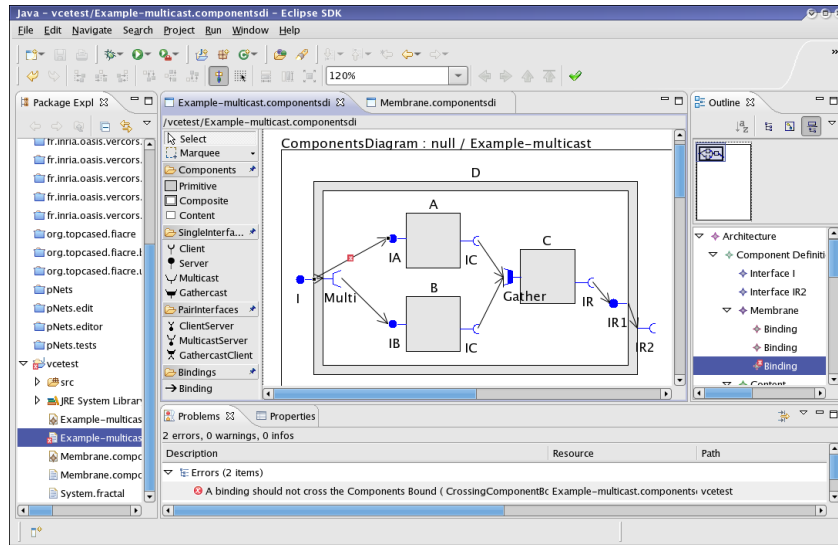 Java - vcetest/Example-multicast.componentsdi - Eclipse SDK
File Edit Navigate Search Project Run Window Help
120%
»
Package Expl
fr.inria.oasis.vercors.
fr.inria.oasis.vercors.
fr.inria.oasis.vercors.
fr.inria.oasis.vercors.
fr.inria.oasis.vercors.
org.topcased.fiacre
org.topcased.fiacre.
org.topcased.fiacre.
pNets
pNets.edit
pNets.editor
pNets.tests
vcetest
src
JRE System Librar
Example-multicas
Example-multicas
Membrane.compo
Membrane.compo
System.fractal
Example-multicast.componentsdi
Membrane.componentsdi
/vcetest/Example-multicast.componentsdi
Select
Marquee
Components
Primitive
Composite
Content
SingleInterfa...
Client
Server
Multicast
Gathercast
PairInterfaces
ClientServer
MulticastServer
GathercastClient
Bindings
Binding
ComponentsDiagram : null / Example-multicast
D
A
IA
IC
C
I
Multi
B
Gather
IR
IR1
IB
IC
IR2
Outline
Architecture
Component Definiti
Interface I
Interface IR2
Membrane
Binding
Binding
Binding
Content
Problems
Properties
2 errors, 0 warnings, 0 infos
Description Resource Path
Errors (2 items)
A binding should not cross the Components Bound ( CrossingComponentBc Example-multicast.components vcetest